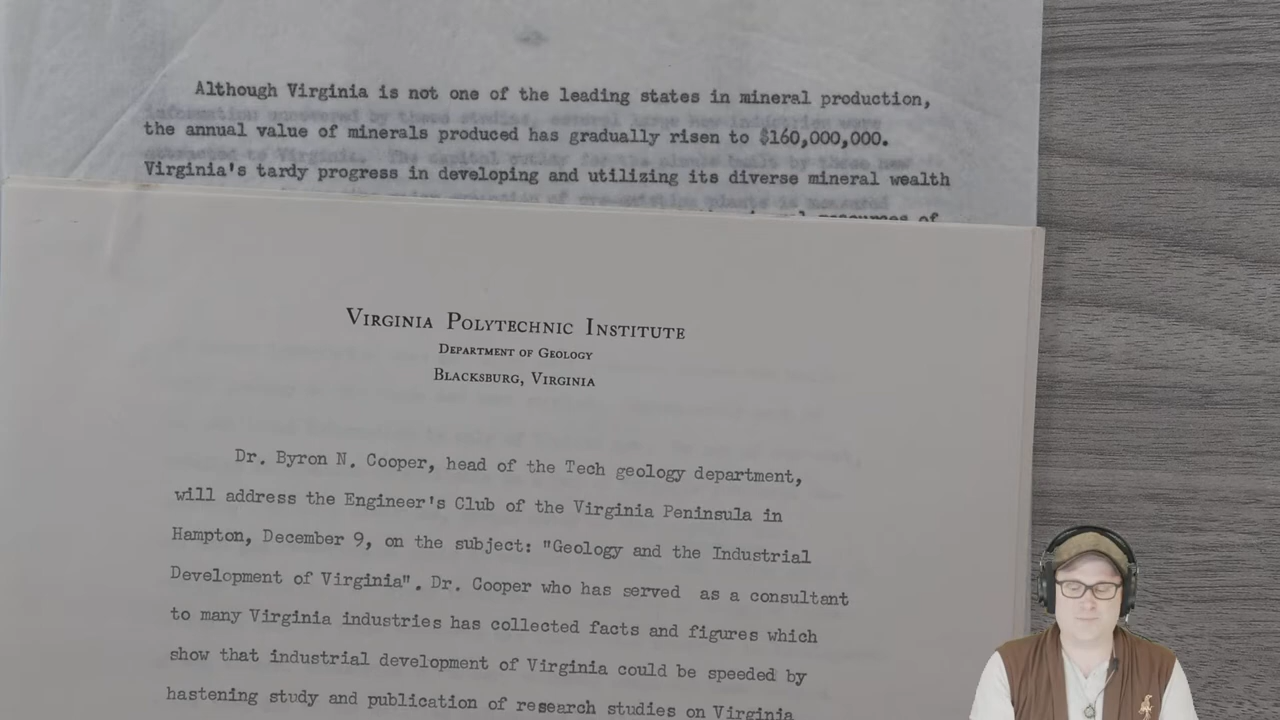 Although Virginia is not one of the leading states in mineral production,
the annual value of minerals produced has gradually risen to $160,000,000.
Virginia's tardy progress in developing and utilizing its diverse mineral wealth
resources of
Virginia Polytechnic Institute
Department of Geology
Blacksburg, Virginia
Dr. Byron N. Cooper, head of the Tech geology department,
will address the Engineer's Club of the Virginia Peninsula in
Hampton, December 9, on the subject: "Geology and the Industrial
Development of Virginia". Dr. Cooper who has served as a consultant
to many Virginia industries has collected facts and figures which
show that industrial development of Virginia could be speeded by
hastening study and publication of research studies on Virginia